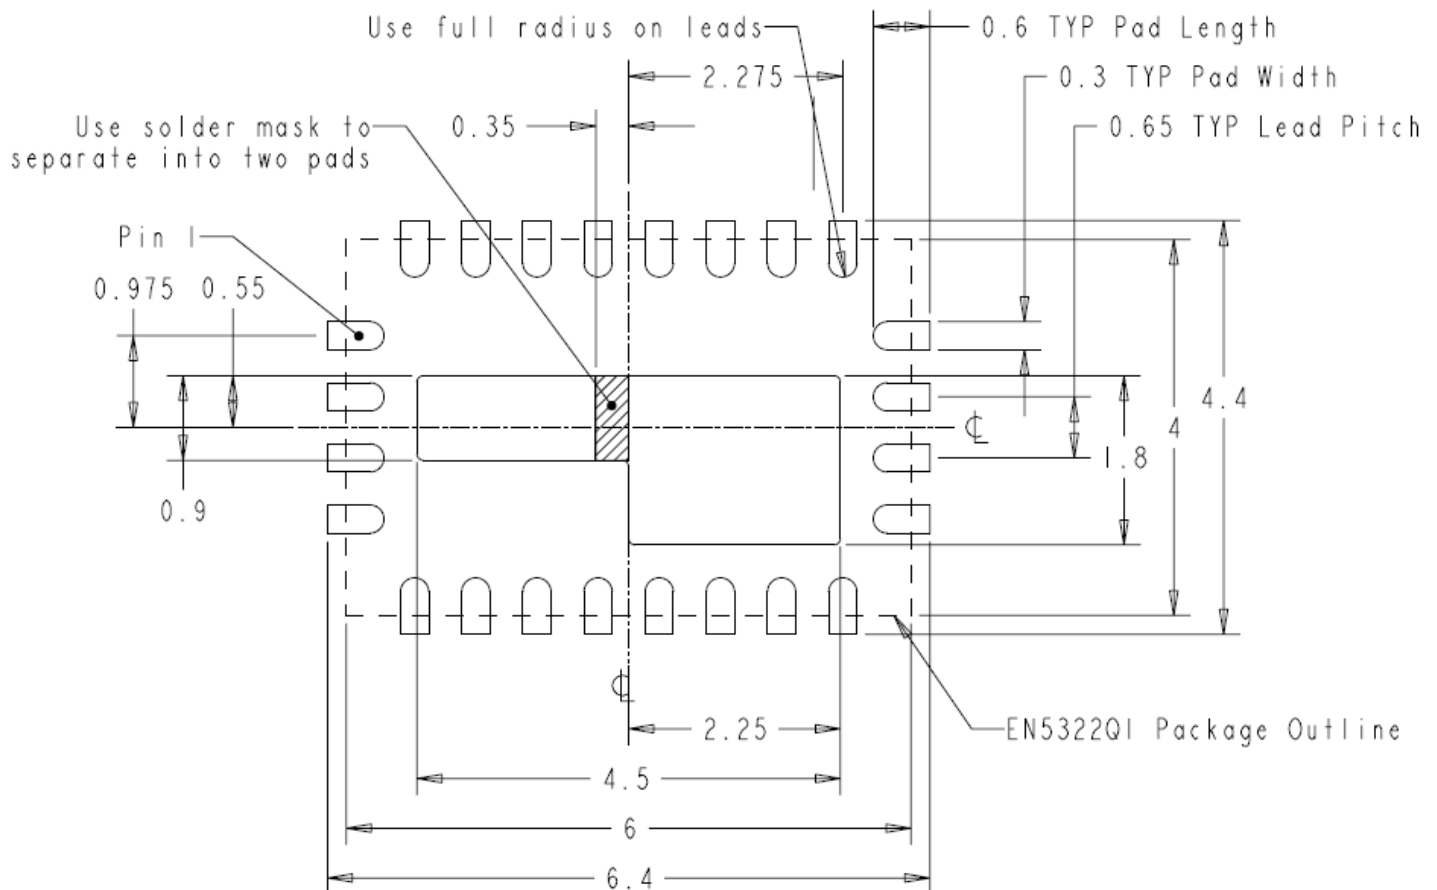 Use full radius on leads
0.6 TYP Pad Length
2.275
0.3 TYP Pad Width
Use solder mask to
separate into two pads
0.35
0.65 TYP Lead Pitch
Pin 1
0.975
0.55
4.4
4
1.8
0.9
℄
℄
2.25
EN5322QI Package Outline
4.5
6
6.4